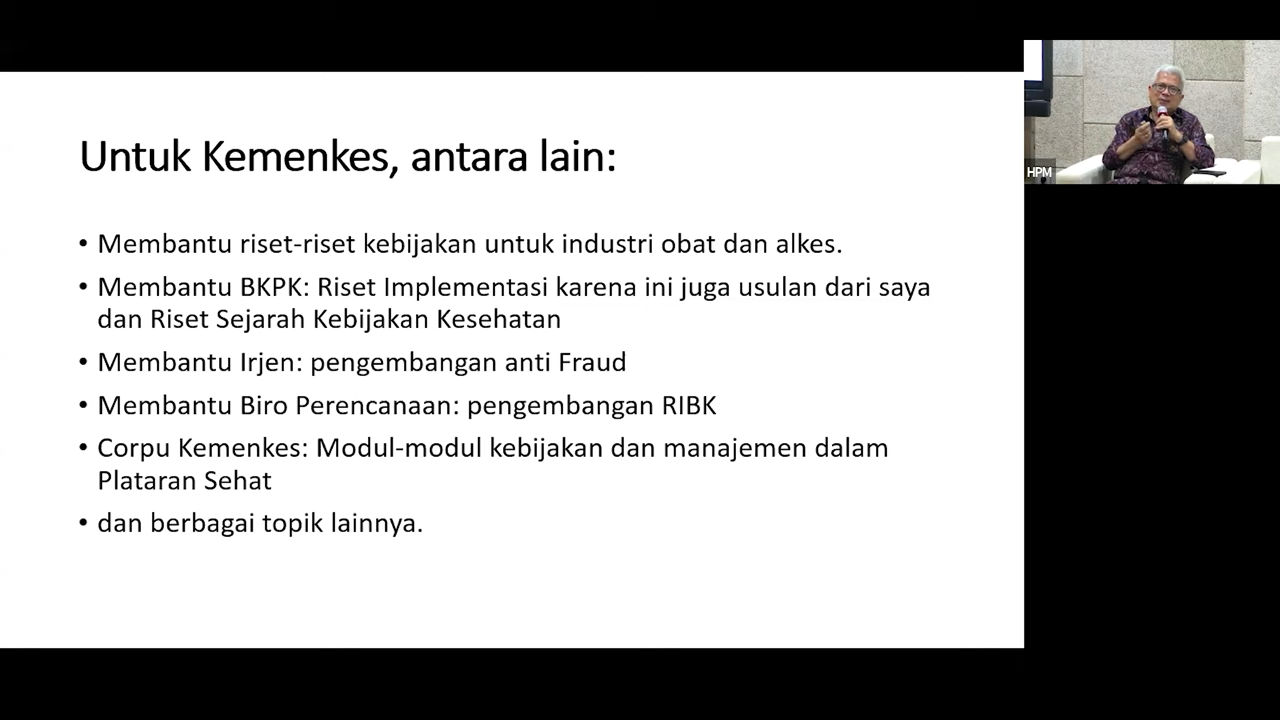 Untuk Kemenkes, antara lain:
• Membantu riset-riset kebijakan untuk industri obat dan alkes.
• Membantu BKPK: Riset Implementasi karena ini juga usulan dari saya
dan Riset Sejarah Kebijakan Kesehatan
• Membantu Irjen: pengembangan anti Fraud
• Membantu Biro Perencanaan: pengembangan RIBK
• Corpu Kemenkes: Modul-modul kebijakan dan manajemen dalam
Plataran Sehat
• dan berbagai topik lainnya.
HPM